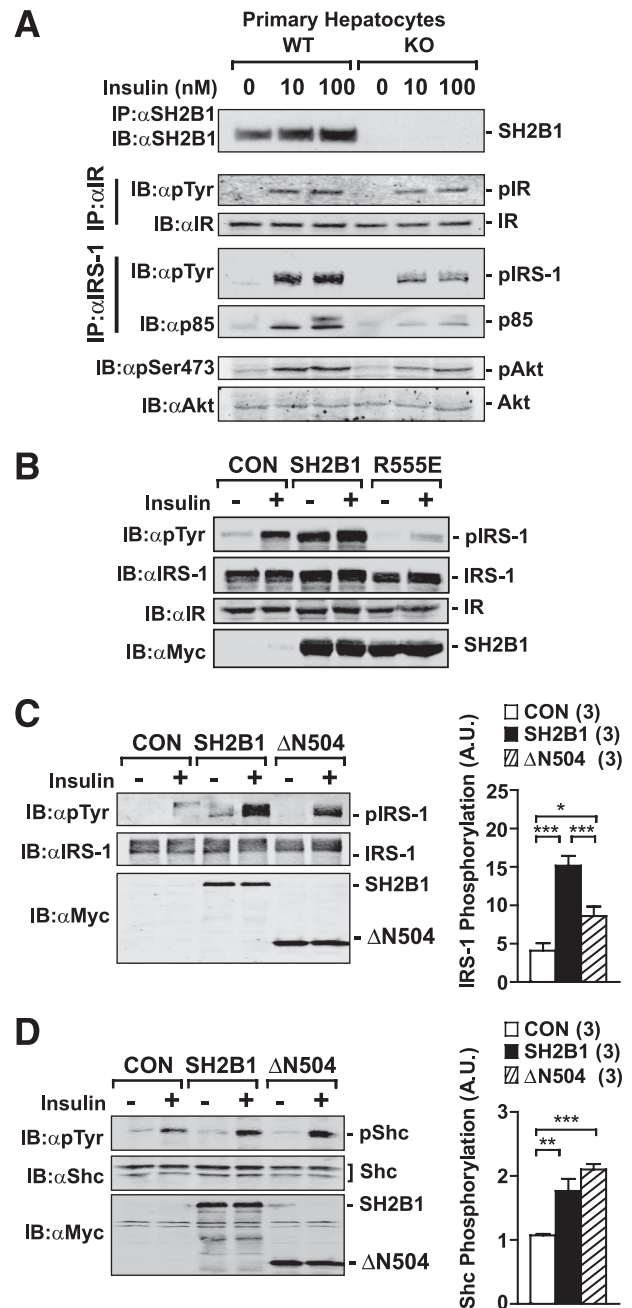 A
Primary Hepatocytes
WT KO
Insulin (nM) 0 10 100 0 10 100
IP:αSH2B1
IB:αSH2B1 - SH2B1
IP:αIR
IB:αpTyr - pIR
IB:αIR - IR
IP:αIRS-1
IB:αpTyr - pIRS-1
IB:αp85 - p85
IB:αpSer473 - pAkt
IB:αAkt - Akt
B
CON SH2B1 R555E
Insulin - + - + - +
IB:αpTyr - pIRS-1
IB:αIRS-1 - IRS-1
IB:αIR - IR
IB:αMyc - SH2B1
C
CON SH2B1 ΔN504
Insulin - + - + - +
IB:αpTyr - pIRS-1
IB:αIRS-1 - IRS-1
IB:αMyc - SH2B1
- ΔN504
CON (3)
SH2B1 (3)
ΔN504 (3)
IRS-1 Phosphorylation (A.U.)
25
20
15
10
5
0
*
*** ***
D
CON SH2B1 ΔN504
Insulin - + - + - +
IB:αpTyr - pShc
IB:αShc ] Shc
IB:αMyc - SH2B1
- ΔN504
CON (3)
SH2B1 (3)
ΔN504 (3)
Shc Phosphorylation (A.U.)
3
2
1
0
***
**